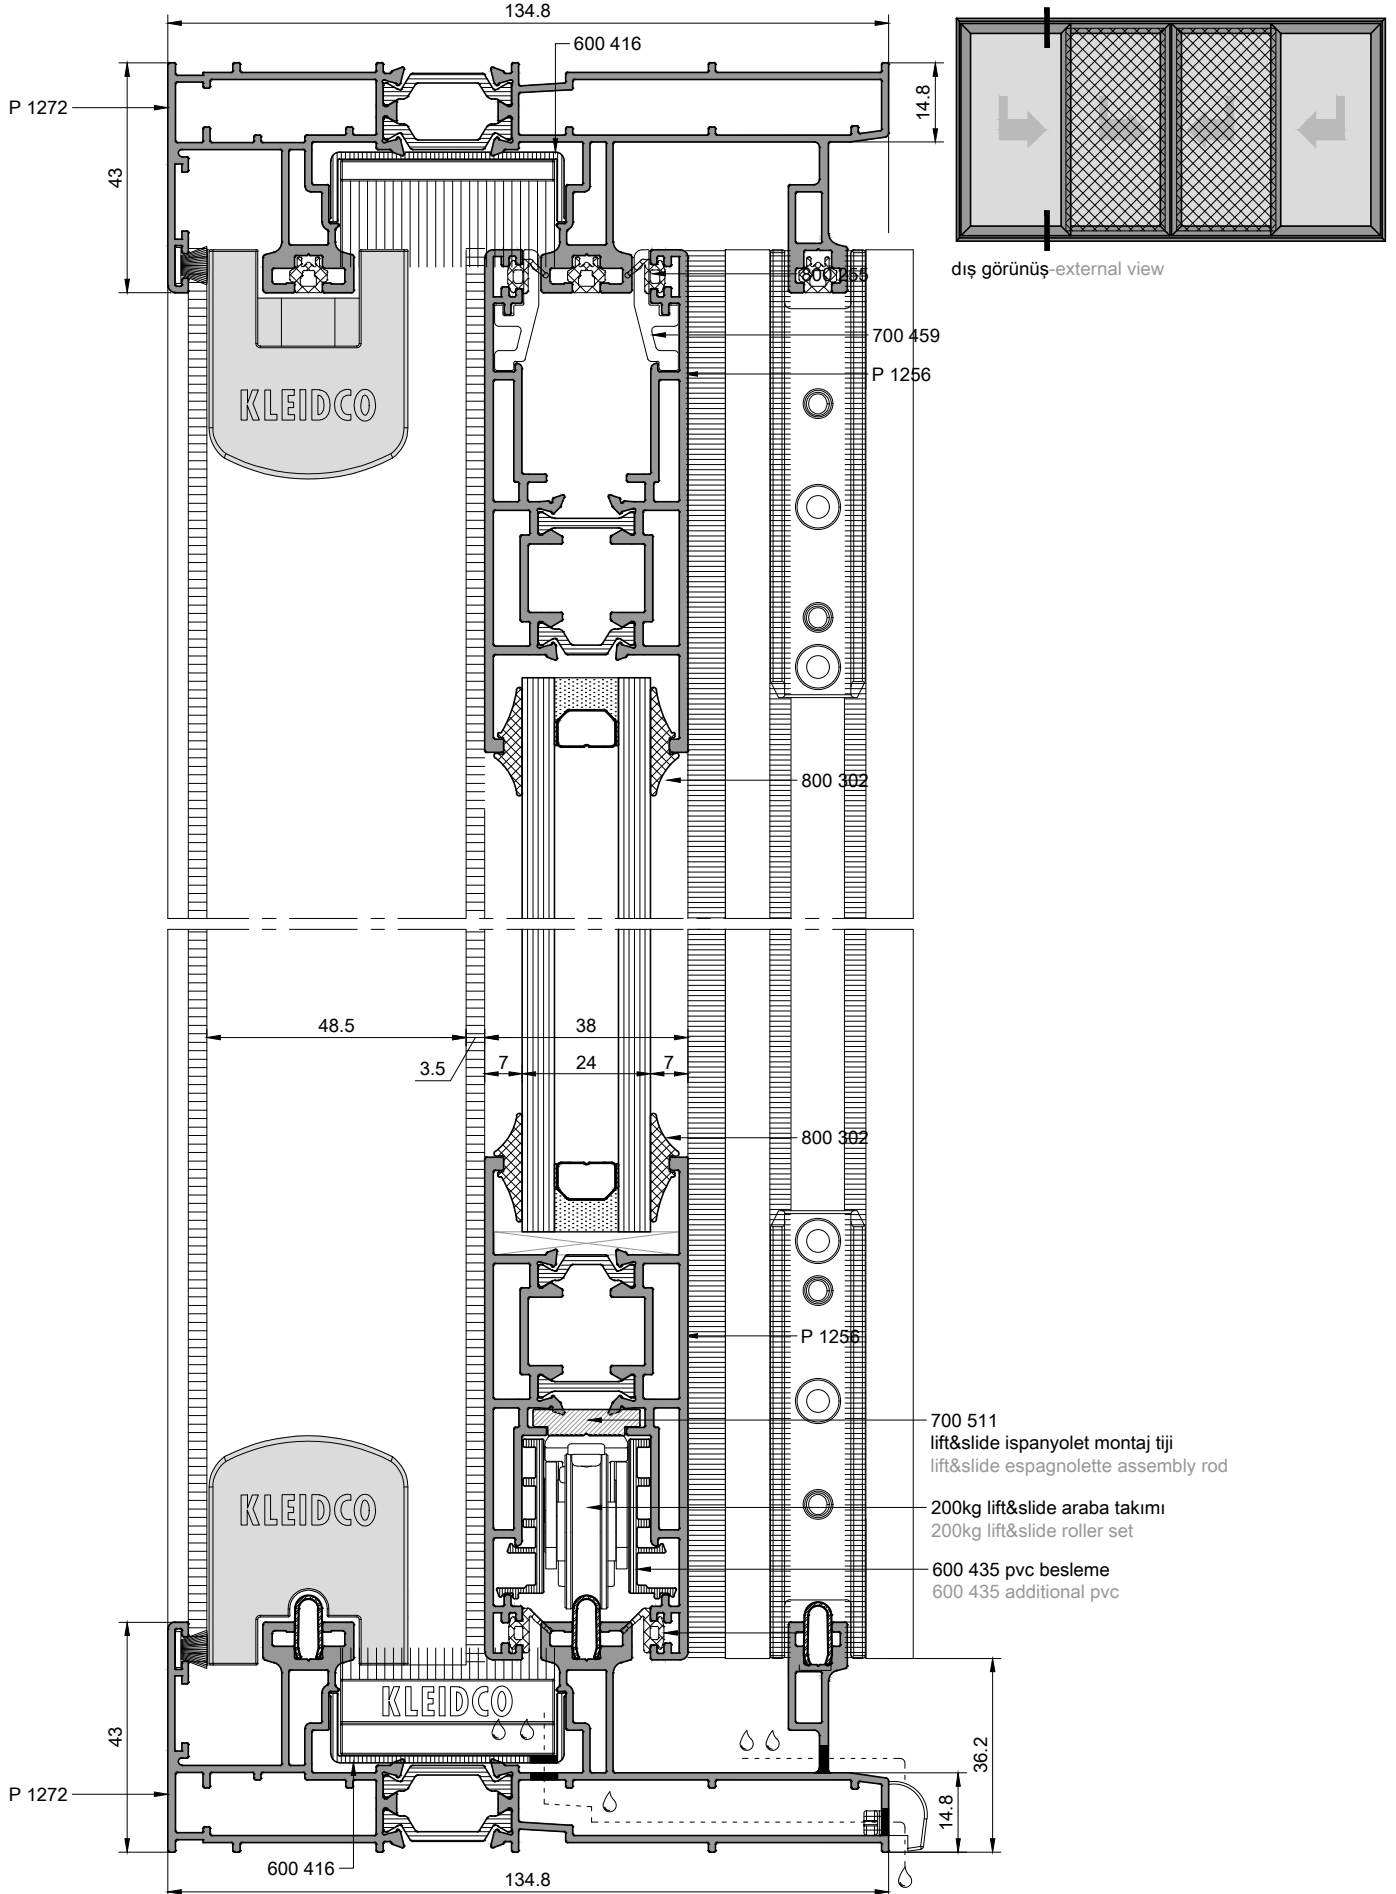 134.8
600 416
P 1272
14.8
43
dış görünüş-external view
800 255
700 459
P 1256
KLEIDCO
800 302
48.5
38
3.5
7
24
7
800 302
P 1256
700 511
lift&slide ispanyolet montaj tiji
lift&slide espagnolette assembly rod
KLEIDCO
200kg lift&slide araba takımı
200kg lift&slide roller set
600 435 pvc besleme
600 435 additional pvc
KLEIDCO
43
36.2
P 1272
14.8
600 416
134.8